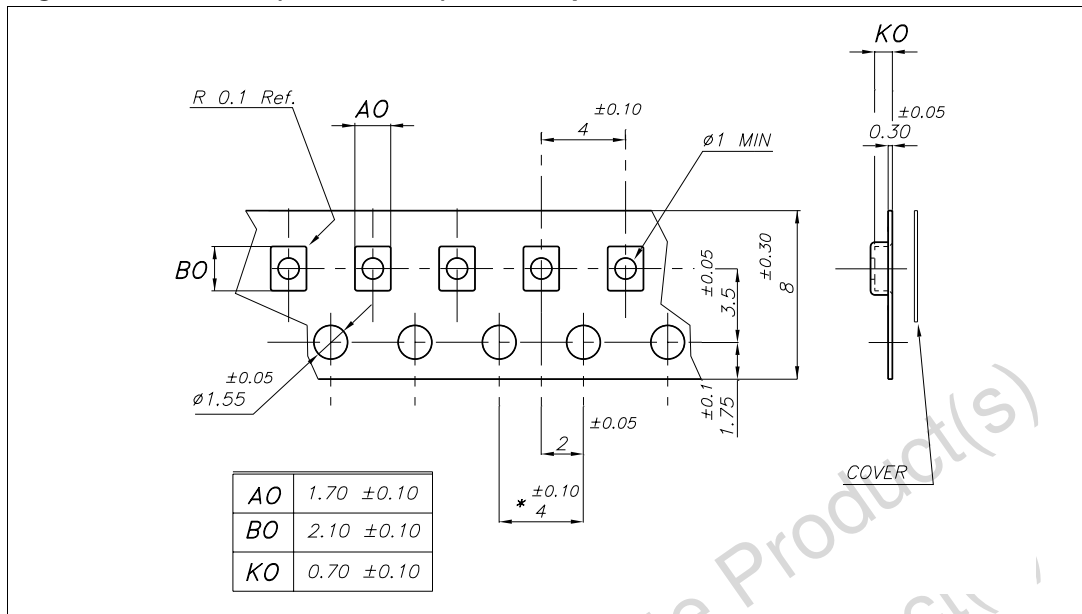 KO
R 0.1 Ref.
AO
±0.10
4
ø1 MIN
±0.05
0.30
BO
±0.05
3.5
±0.30
8
±0.05
ø1.55
±0.1
1.75
±0.05
2
COVER
* ±0.10
4
AO 1.70 ±0.10
BO 2.10 ±0.10
KO 0.70 ±0.10
Product(s)